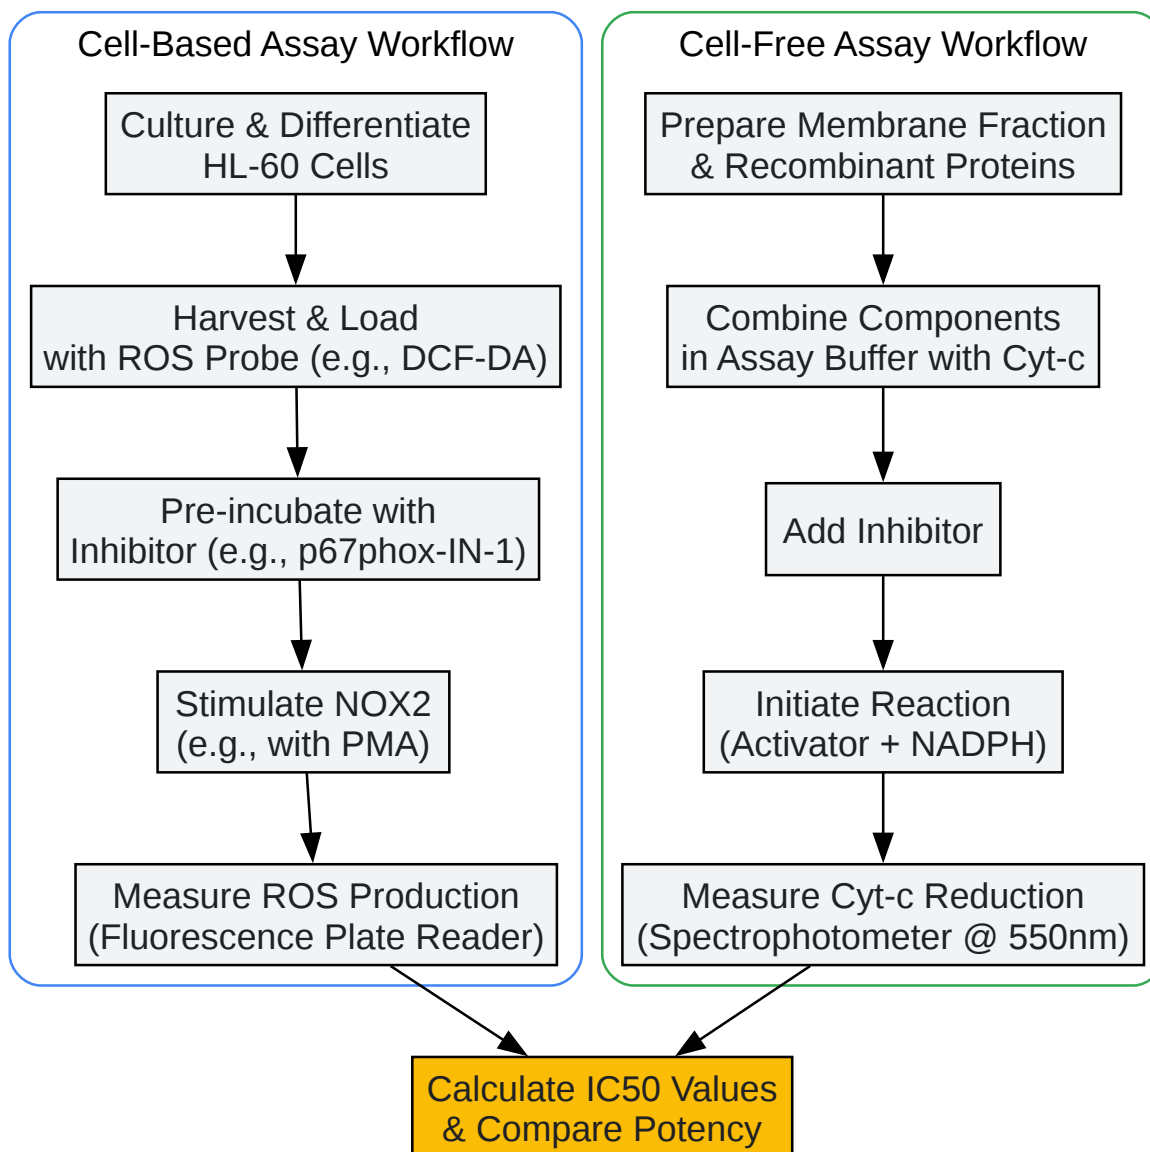 Cell-Based Assay Workflow
Culture & Differentiate
HL-60 Cells
Harvest & Load
with ROS Probe (e.g., DCF-DA)
Pre-incubate with
Inhibitor (e.g., p67phox-IN-1)
Stimulate NOX2
(e.g., with PMA)
Measure ROS Production
(Fluorescence Plate Reader)
Cell-Free Assay Workflow
Prepare Membrane Fraction
& Recombinant Proteins
Combine Components
in Assay Buffer with Cyt-c
Add Inhibitor
Initiate Reaction
(Activator + NADPH)
Measure Cyt-c Reduction
(Spectrophotometer @ 550nm)
Calculate IC50 Values
& Compare Potency